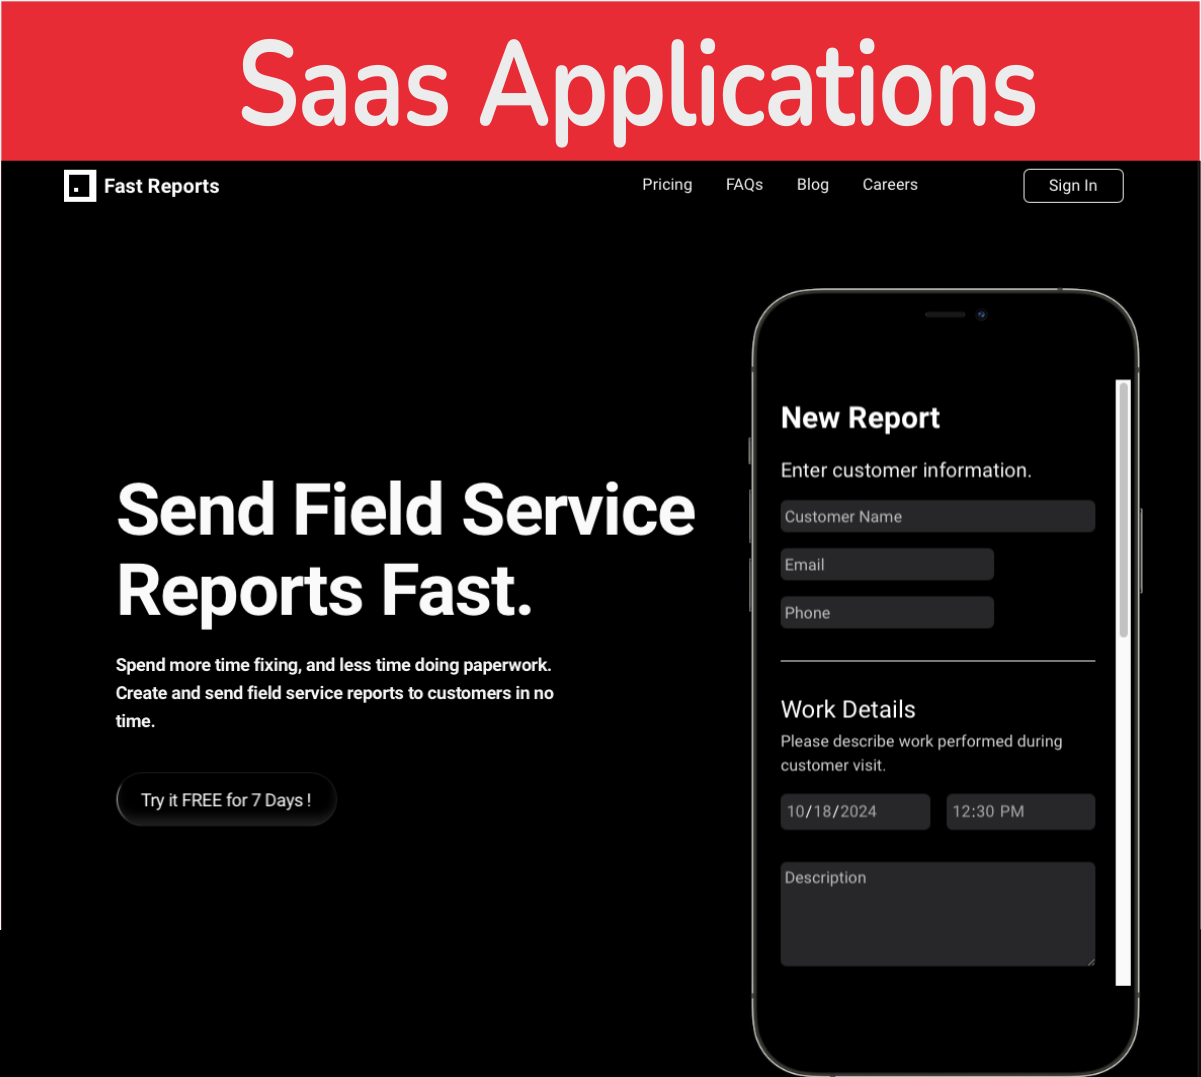 Saas Applications
Fast Reports
Pricing
FAQs
Blog
Careers
Sign In
Send Field Service
Reports Fast.
Spend more time fixing, and less time doing paperwork.
Create and send field service reports to customers in no
time.
Try it FREE for 7 Days !
New Report
Enter customer information.
Customer Name
Email
Phone
Work Details
Please describe work performed during
customer visit.
10/18/2024
12:30 PM
Description